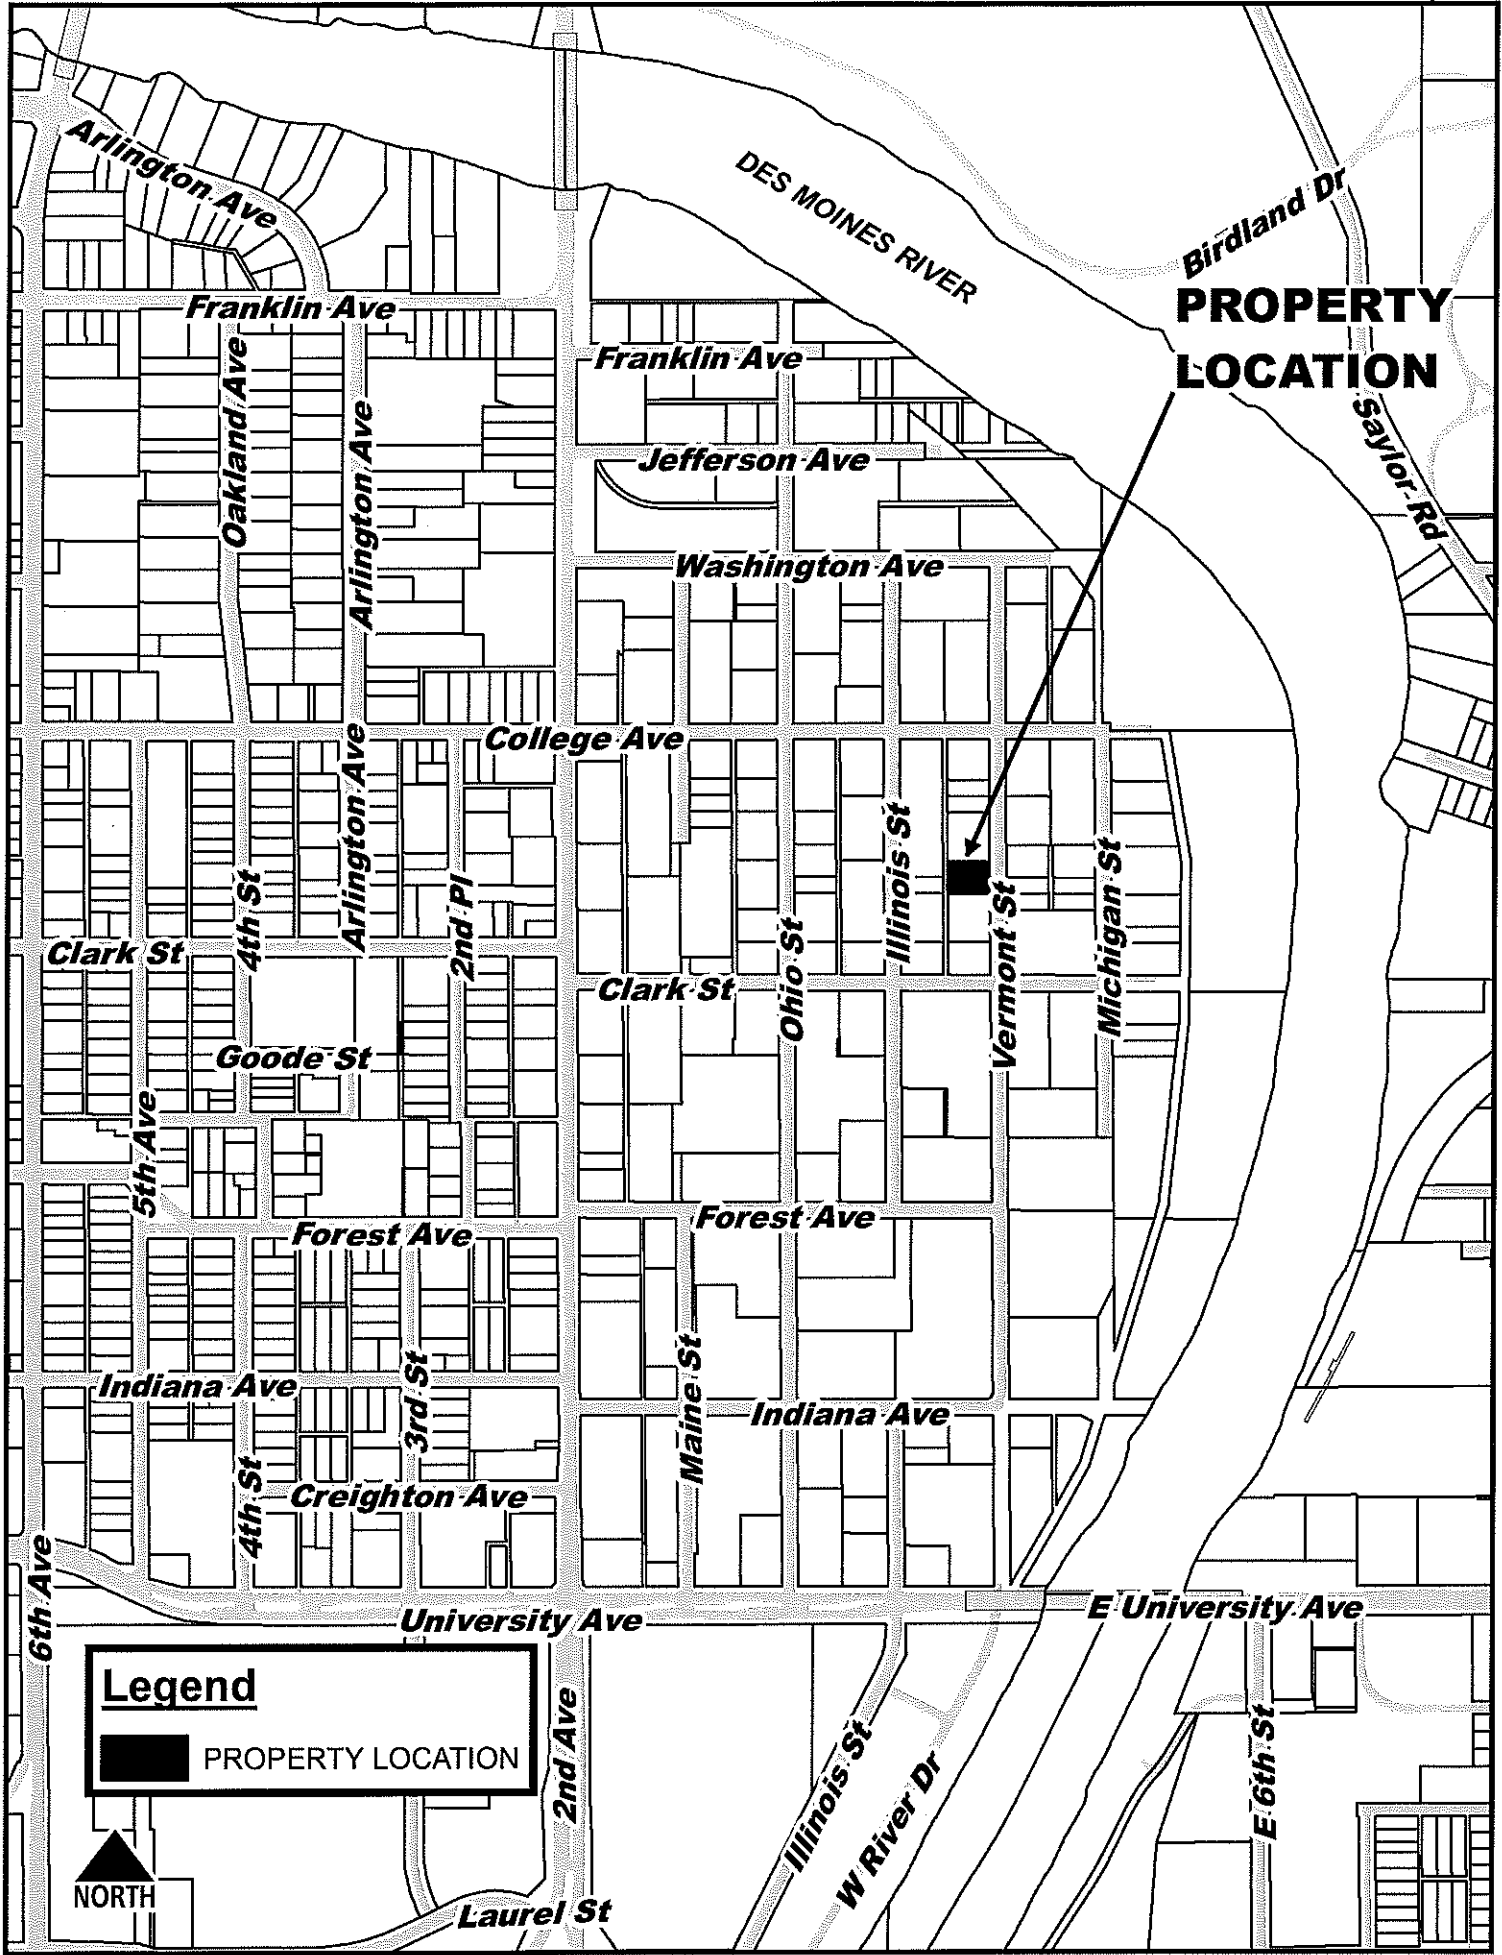 Arlington Ave
DES MOINES RIVER
Birdland Dr
PROPERTY
LOCATION
Franklin Ave
Franklin Ave
Oakland Ave
Arlington Ave
Jefferson Ave
Saylor Rd
Washington Ave
College Ave
Arlington Ave
Illinois St
4th St
2nd Pl
Vermont St
Michigan St
Clark St
Clark St
Ohio St
Goode St
5th Ave
Forest Ave
Forest Ave
Indiana Ave
3rd St
Maine St
Indiana Ave
4th St
Creighton Ave
6th Ave
University Ave
E University Ave
Legend
PROPERTY LOCATION
2nd Ave
Illinois St
W River Dr
E 6th St
NORTH
Laurel St